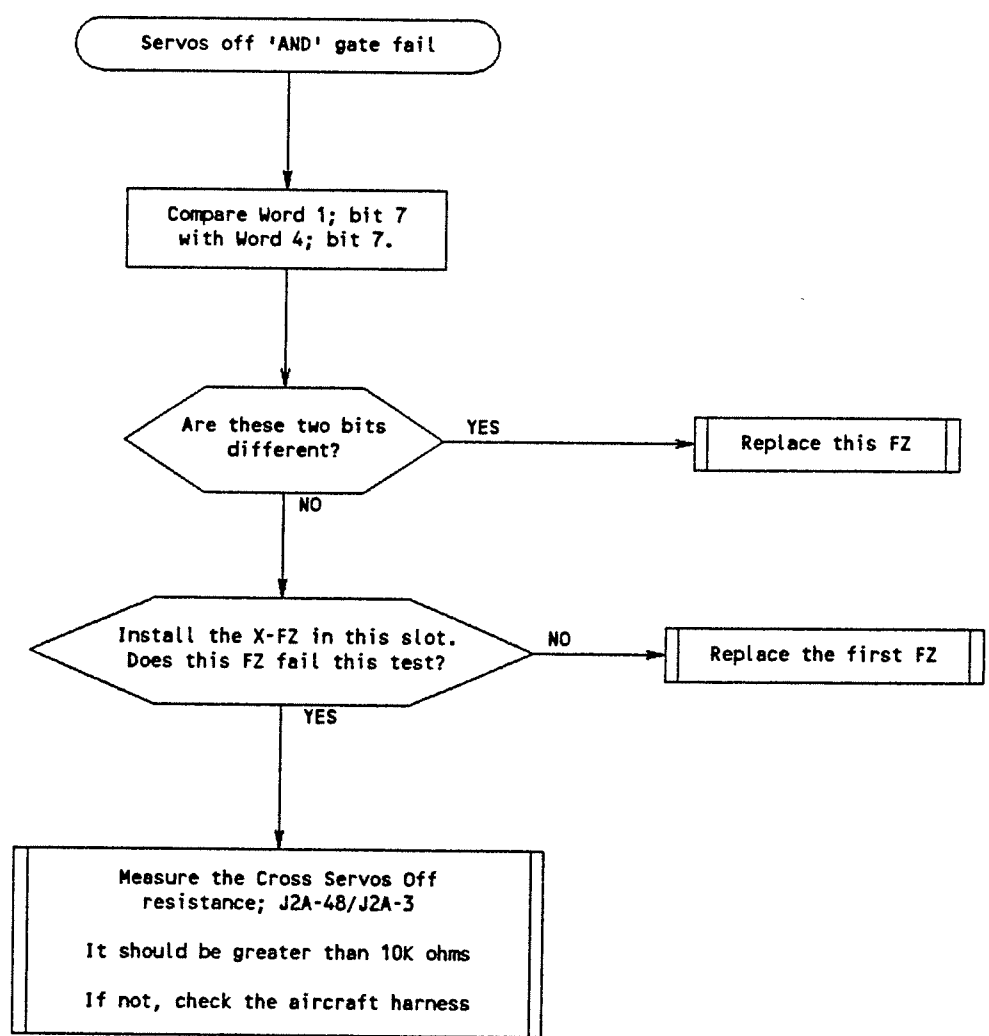 Servos off 'AND' gate fail
Compare Word 1; bit 7
with Word 4; bit 7.
Are these two bits
different?
YES
Replace this FZ
NO
Install the X-FZ in this slot.
Does this FZ fail this test?
NO
Replace the first FZ
YES
Measure the Cross Servos Off
resistance; J2A-48/J2A-3
It should be greater than 10K ohms
If not, check the aircraft harness